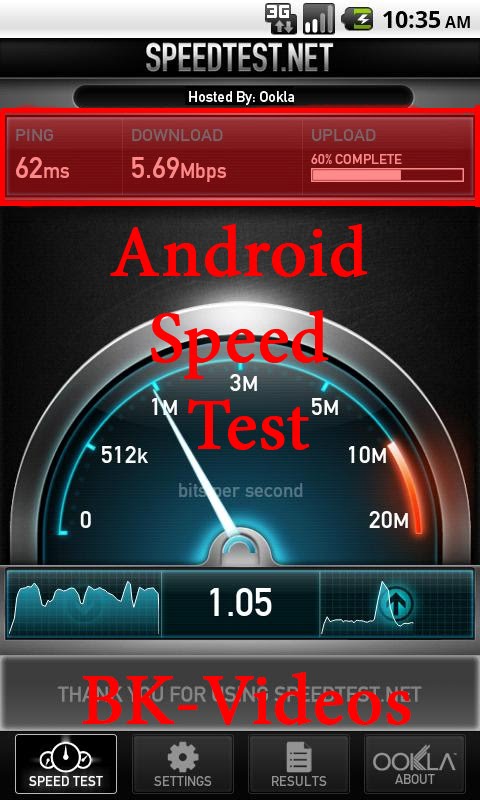 3G 10:35 AM
SPEEDTEST.NET
Hosted By: Ookla
PING DOWNLOAD UPLOAD
62ms 5.69Mbps 60% COMPLETE
Android
Speed
Test
3M
1M 5M
512k 10M
bits per second
0 20M
1.05
THANK YOU FOR USING SPEEDTEST.NET
BK-Videos
SPEED TEST SETTINGS RESULTS OOKLA ABOUT